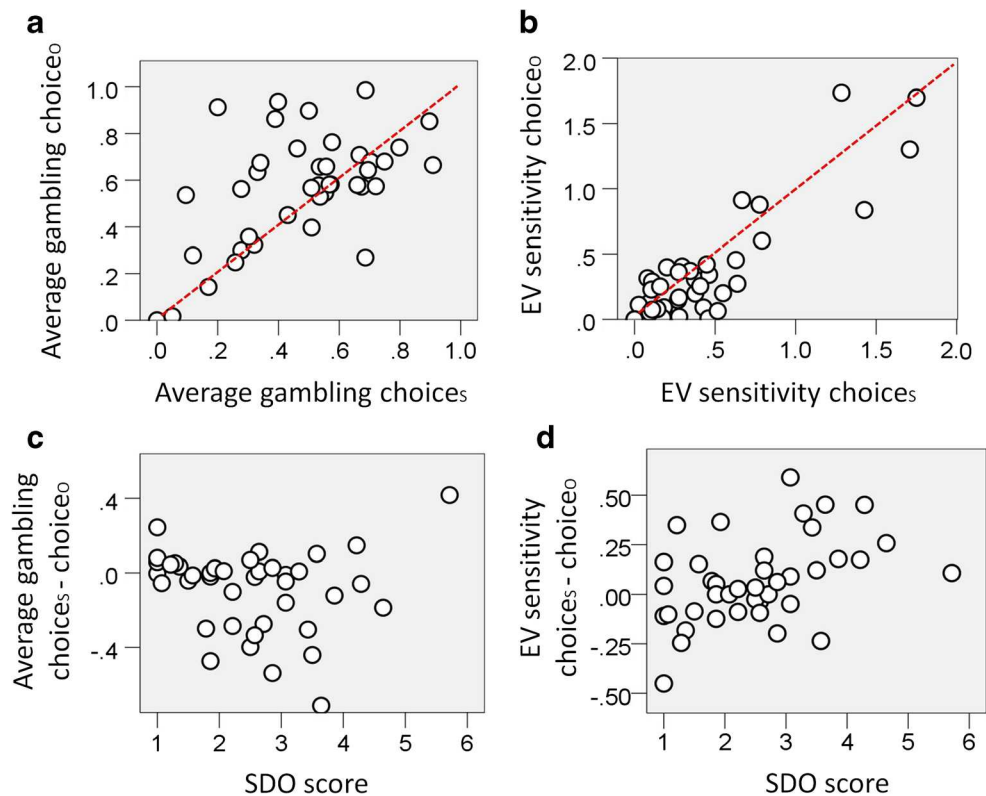 a
Average gambling choiceO
1.0
.8
.6
.4
.2
.0
.0 .2 .4 .6 .8 1.0
Average gambling choiceS
b
EV sensitivity choiceO
2.0
1.5
1.0
.5
.0
.0 .5 1.0 1.5 2.0
EV sensitivity choiceS
c
Average gambling
choiceS - choiceO
.4
.0
-.4
1 2 3 4 5 6
SDO score
d
EV sensitivity
choiceS - choiceO
.50
.25
.00
-.25
-.50
1 2 3 4 5 6
SDO score